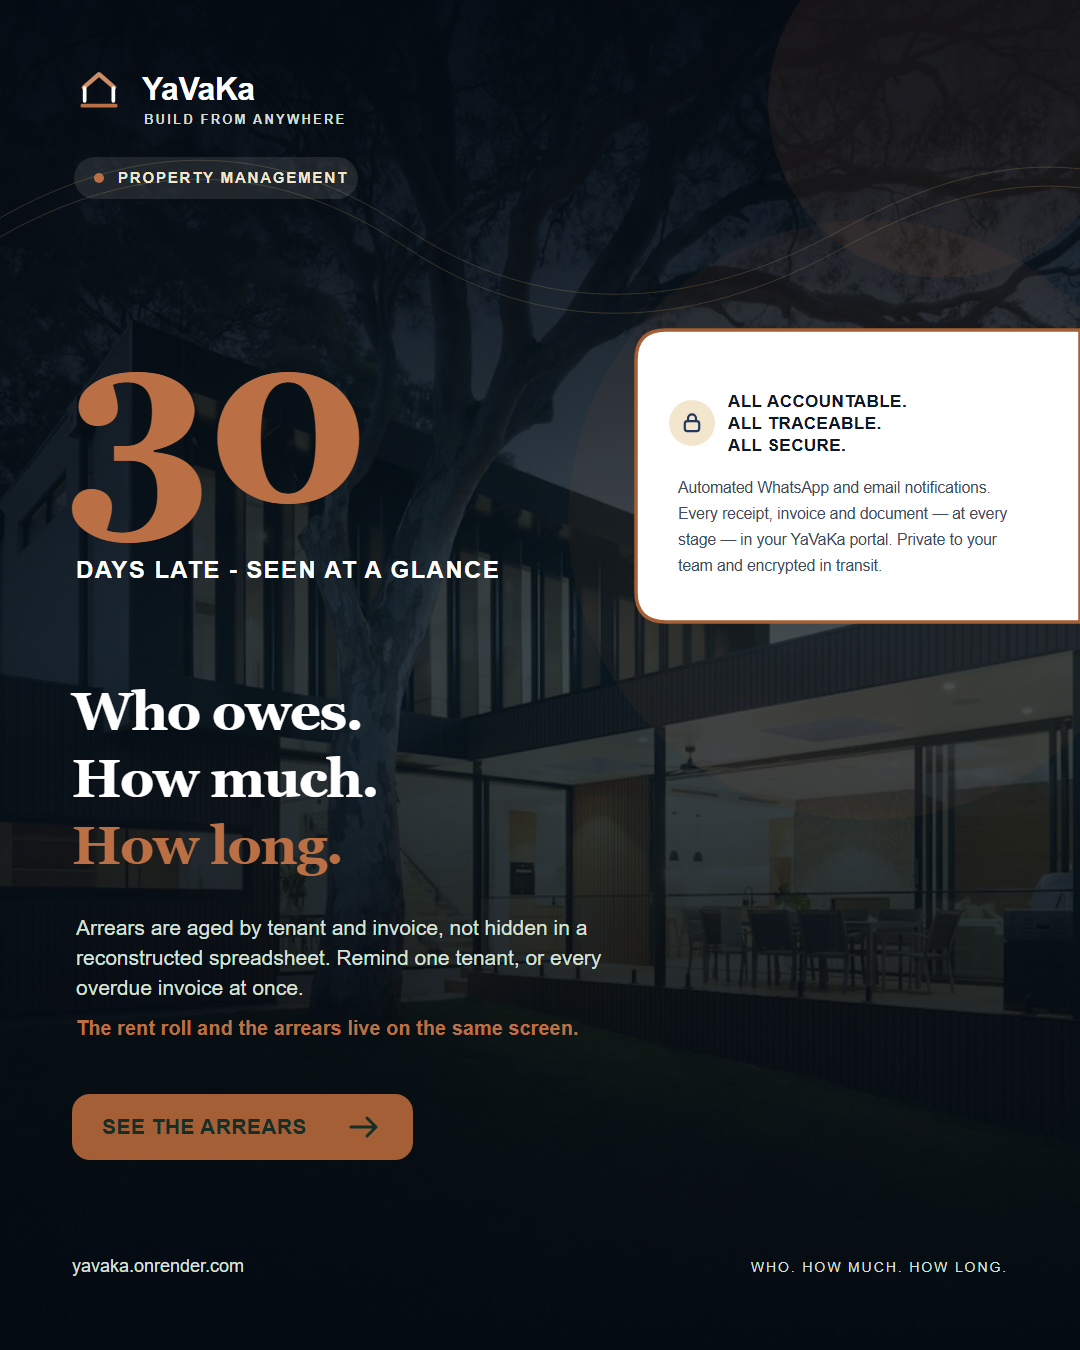 YaVaKa
BUILD FROM ANYWHERE
PROPERTY MANAGEMENT
30
DAYS LATE - SEEN AT A GLANCE
ALL ACCOUNTABLE.
ALL TRACEABLE.
ALL SECURE.
Automated WhatsApp and email notifications.
Every receipt, invoice and document — at every
stage — in your YaVaKa portal. Private to your
team and encrypted in transit.
Who owes.
How much.
How long.
Arrears are aged by tenant and invoice, not hidden in a
reconstructed spreadsheet. Remind one tenant, or every
overdue invoice at once.
The rent roll and the arrears live on the same screen.
SEE THE ARREARS
yavaka.onrender.com
WHO. HOW MUCH. HOW LONG.